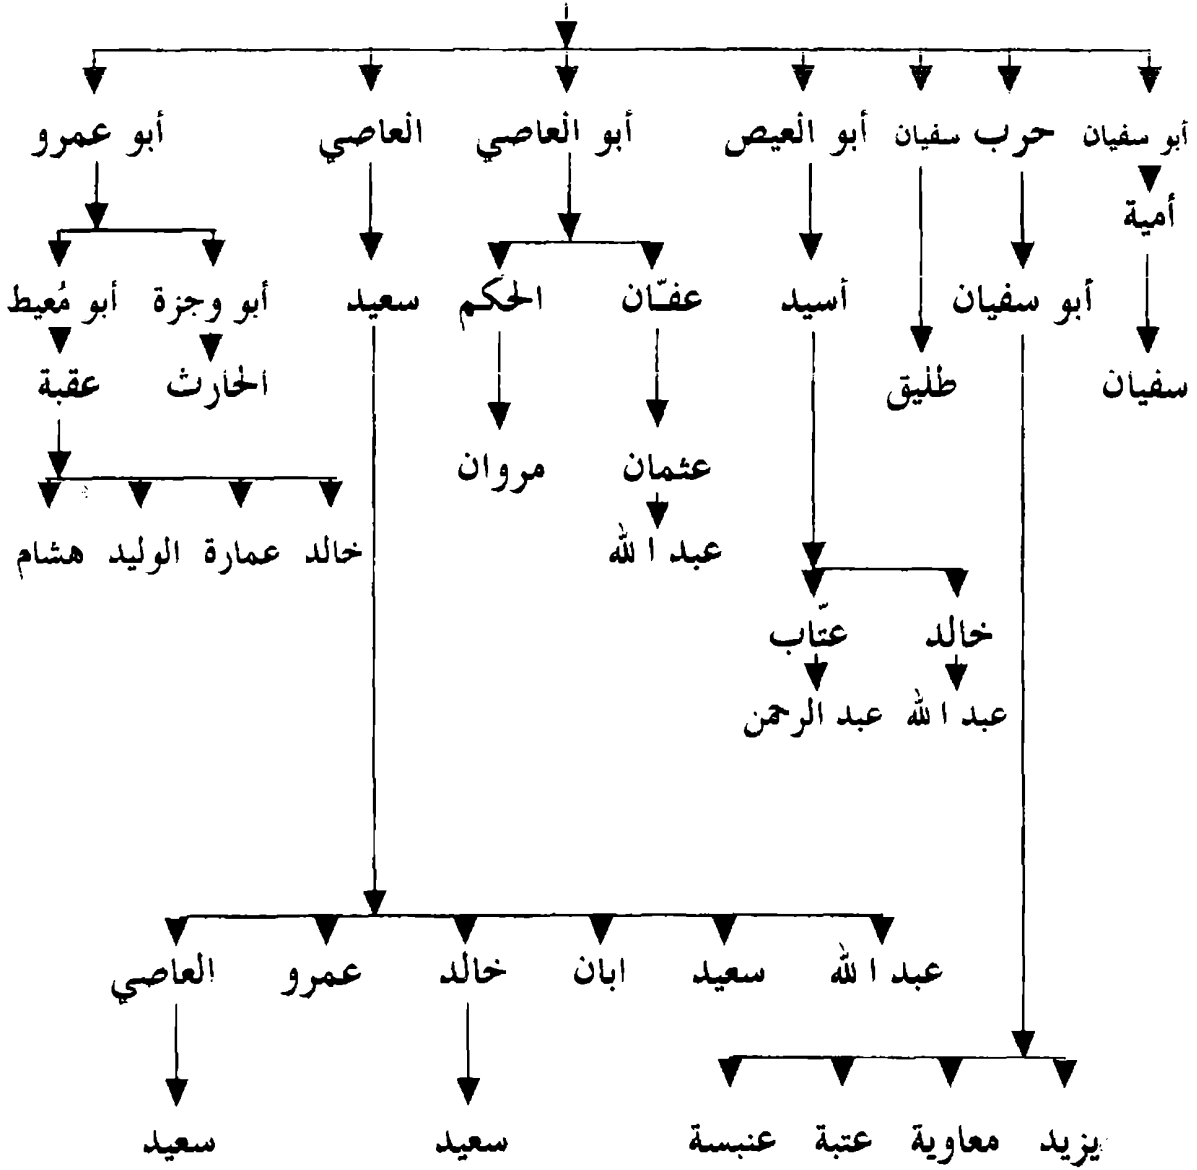 أبو سفيان حرب سفيان أبو العيص أبو العاصي العاصي أبو عمرو
أمية
أبو سفيان أسيد عفّان الحكم سعيد أبو وجزة أبو مُعيط
سفيان طليق الحارث عقبة
عثمان مروان
عبد الله خالد عمارة الوليد هشام
خالد عتّاب
عبد الله عبد الرحمن
عبد الله سعيد ابان خالد عمرو العاصي
يزيد معاوية عتبة عنبسة سعيد سعيد